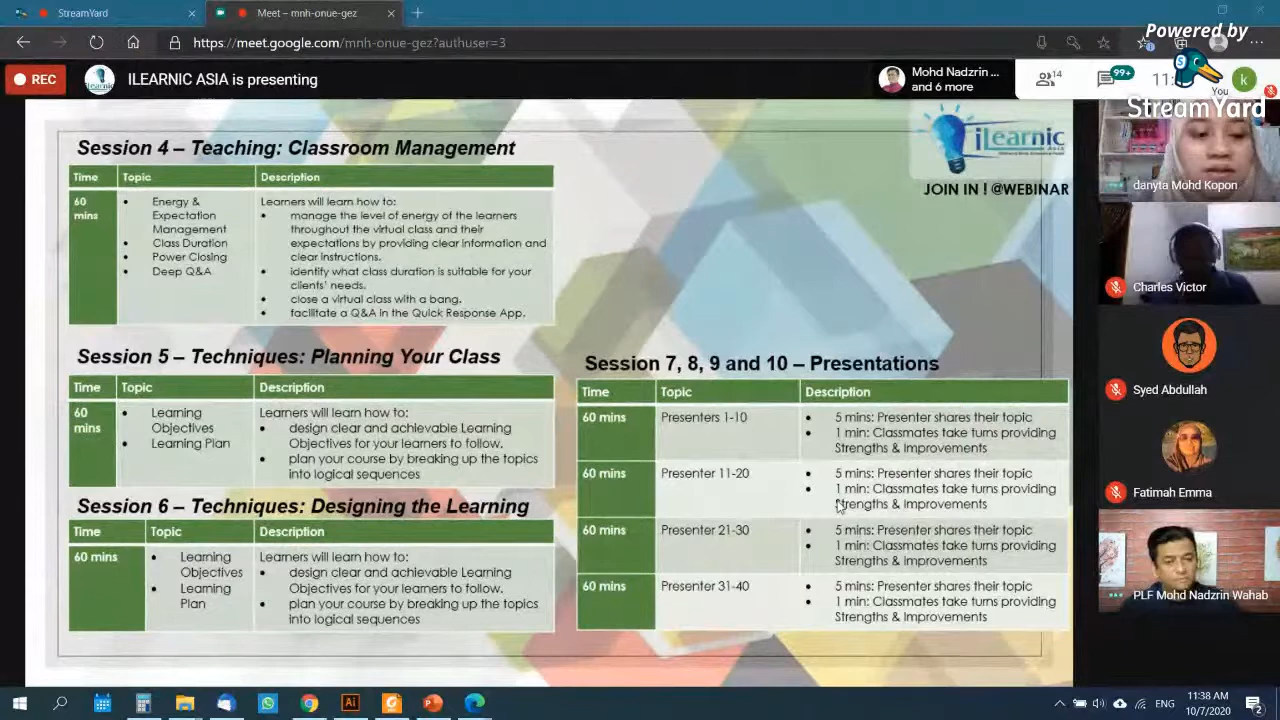 StreamYard
Meet – mnh-onue-gez
https://meet.google.com/mnh-onue-gez?authuser=3
Powered by
StreamYard
REC
ILEARNIC ASIA is presenting
Mohd Nadzrin ...
and 6 more
14
99+
11:
You
k
Session 4 – Teaching: Classroom Management
Time Topic Description
60 mins
Energy & Expectation Management
Class Duration
Power Closing
Deep Q&A
Learners will learn how to:
manage the level of energy of the learners
throughout the virtual class and their
expectations by providing clear information and
clear instructions.
identify what class duration is suitable for your
clients' needs.
close a virtual class with a bang.
facilitate a Q&A in the Quick Response App.
Session 5 – Techniques: Planning Your Class
Time Topic Description
60 mins
Learning Objectives
Learning Plan
Learners will learn how to:
design clear and achievable Learning
Objectives for your learners to follow.
plan your course by breaking up the topics
into logical sequences
Session 6 – Techniques: Designing the Learning
Time Topic Description
60 mins
Learning Objectives
Learning Plan
Learners will learn how to:
design clear and achievable Learning
Objectives for your learners to follow.
plan your course by breaking up the topics
into logical sequences
iLearnic
JOIN IN ! @WEBINAR
Session 7, 8, 9 and 10 – Presentations
Time Topic Description
60 mins Presenters 1-10 5 mins: Presenter shares their topic
1 min: Classmates take turns providing
Strengths & Improvements
60 mins Presenter 11-20 5 mins: Presenter shares their topic
1 min: Classmates take turns providing
Strengths & Improvements
60 mins Presenter 21-30 5 mins: Presenter shares their topic
1 min: Classmates take turns providing
Strengths & Improvements
60 mins Presenter 31-40 5 mins: Presenter shares their topic
1 min: Classmates take turns providing
Strengths & Improvements
danyta Mohd Kopon
Charles Victor
Syed Abdullah
Fatimah Emma
PLF Mohd Nadzrin Wahab
ENG
11:38 AM
10/7/2020
2